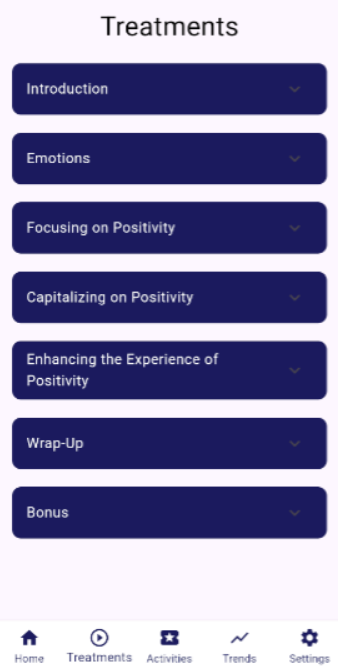 Treatments
Introduction
Emotions
Focusing on Positivity
Capitalizing on Positivity
Enhancing the Experience of
Positivity
Wrap-Up
Bonus
Home
Treatments
Activities
Trends
Settings